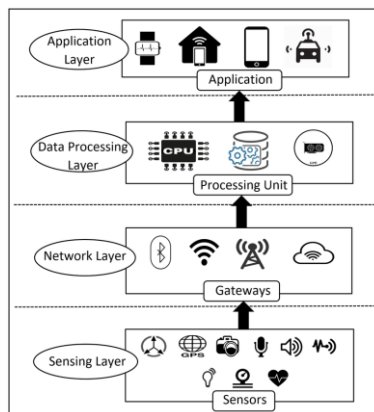 Application
Layer
Application
Data Processing
Layer
CPU
Processing Unit
Network Layer
Gateways
Sensing Layer
GPS
Sensors